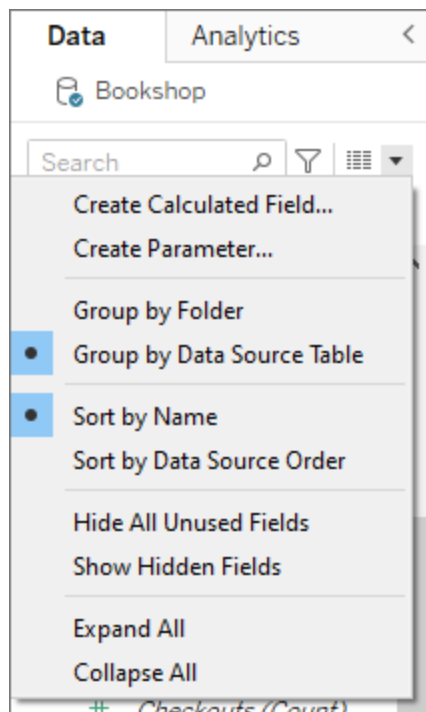 Data
Analytics
Bookshop
Search
Create Calculated Field...
Create Parameter...
Group by Folder
Group by Data Source Table
Sort by Name
Sort by Data Source Order
Hide All Unused Fields
Show Hidden Fields
Expand All
Collapse All
Checkouts (Count)